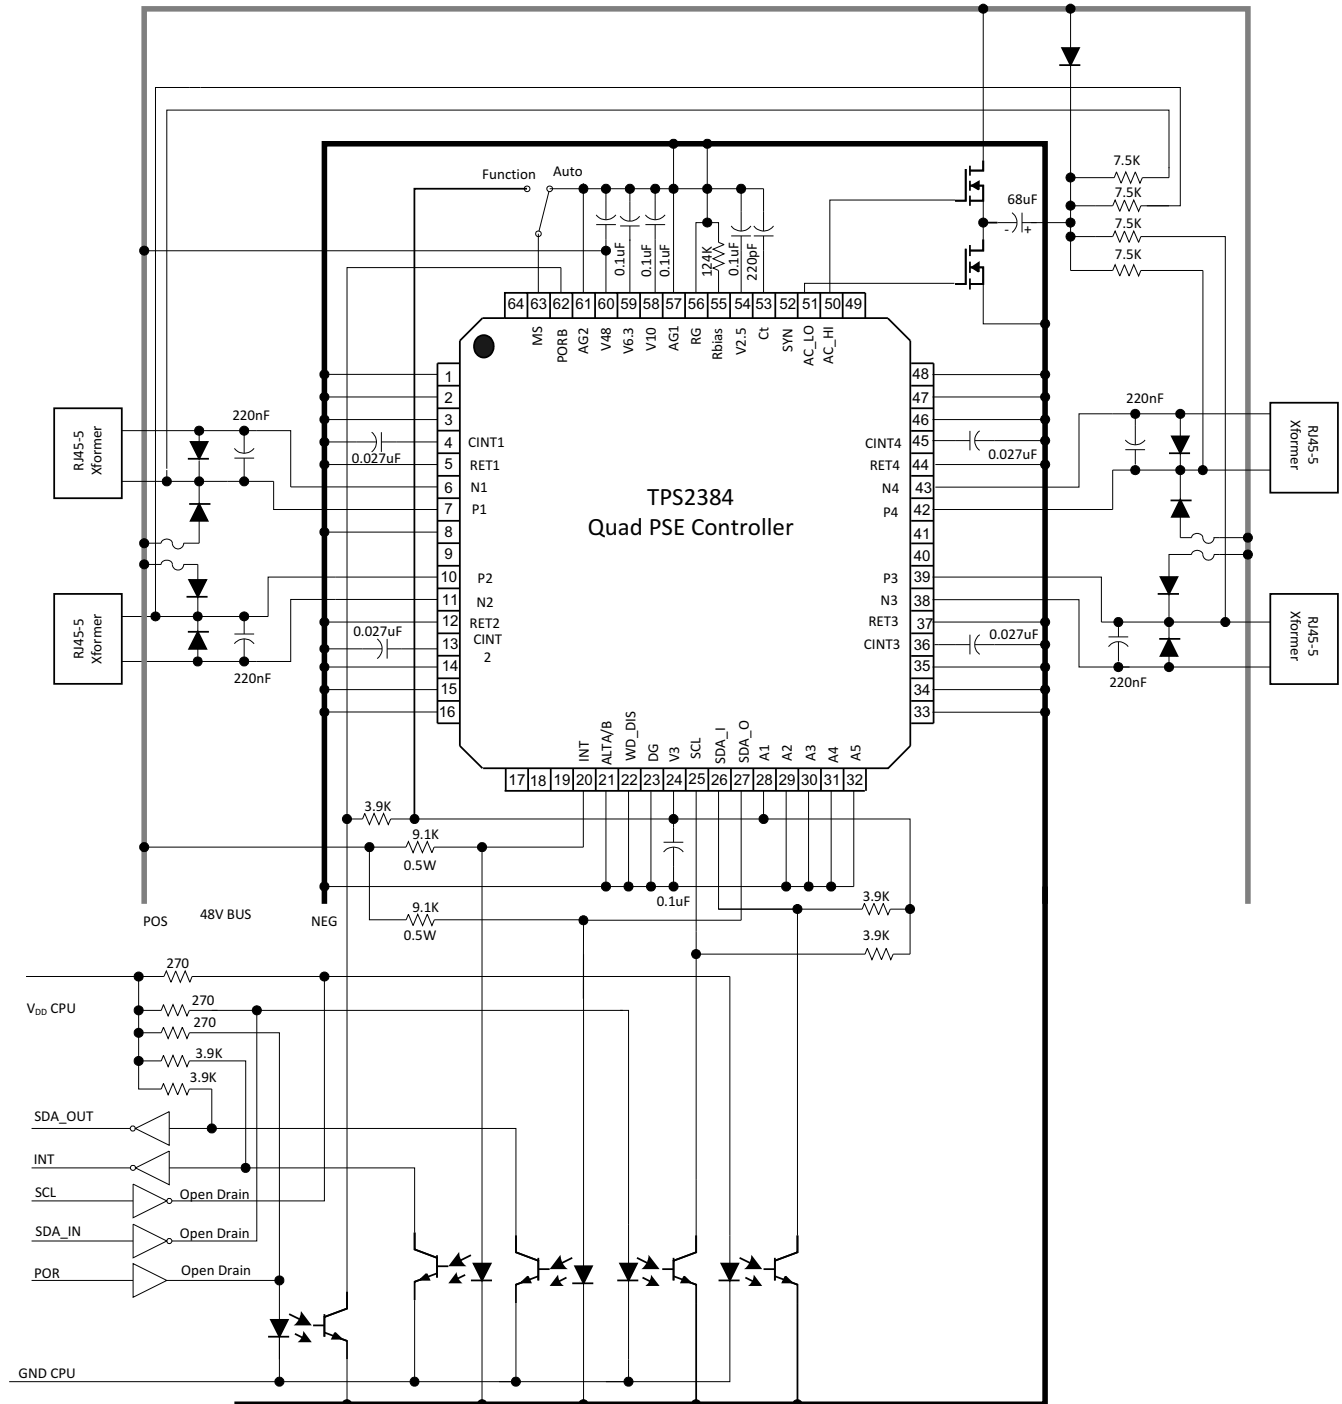 Function
Auto
7.5K
7.5K
7.5K
7.5K
68uF
- +
0.1uF
0.1uF
0.1uF
124K
0.1uF
220pF
64 63 62 61 60 59 58 57 56 55 54 53 52 51 50 49
MS
PORB
AG2
V48
V6.3
V10
AG1
RG
Rbias
V2.5
Ct
SYN
AC_LO
AC_HI
1
2
3
4
5
6
7
8
9
10
11
12
13
14
15
16
CINT1
RET1
N1
P1
P2
N2
RET2
CINT
2
48
47
46
45
44
43
42
41
40
39
38
37
36
35
34
33
CINT4
RET4
N4
P4
P3
N3
RET3
CINT3
TPS2384
Quad PSE Controller
RJ45-5
Xformer
220nF
0.027uF
RJ45-5
Xformer
220nF
0.027uF
RJ45-5
Xformer
220nF
0.027uF
RJ45-5
Xformer
220nF
0.027uF
INT
ALTA/B
WD_DIS
DG
V3
SCL
SDA_I
SDA_O
A1
A2
A3
A4
A5
17 18 19 20 21 22 23 24 25 26 27 28 29 30 31 32
3.9K
9.1K
0.5W
0.1uF
9.1K
0.5W
3.9K
3.9K
POS
48V BUS
NEG
270
VDD CPU
270
270
3.9K
3.9K
SDA_OUT
INT
SCL
Open Drain
SDA_IN
Open Drain
POR
Open Drain
GND CPU